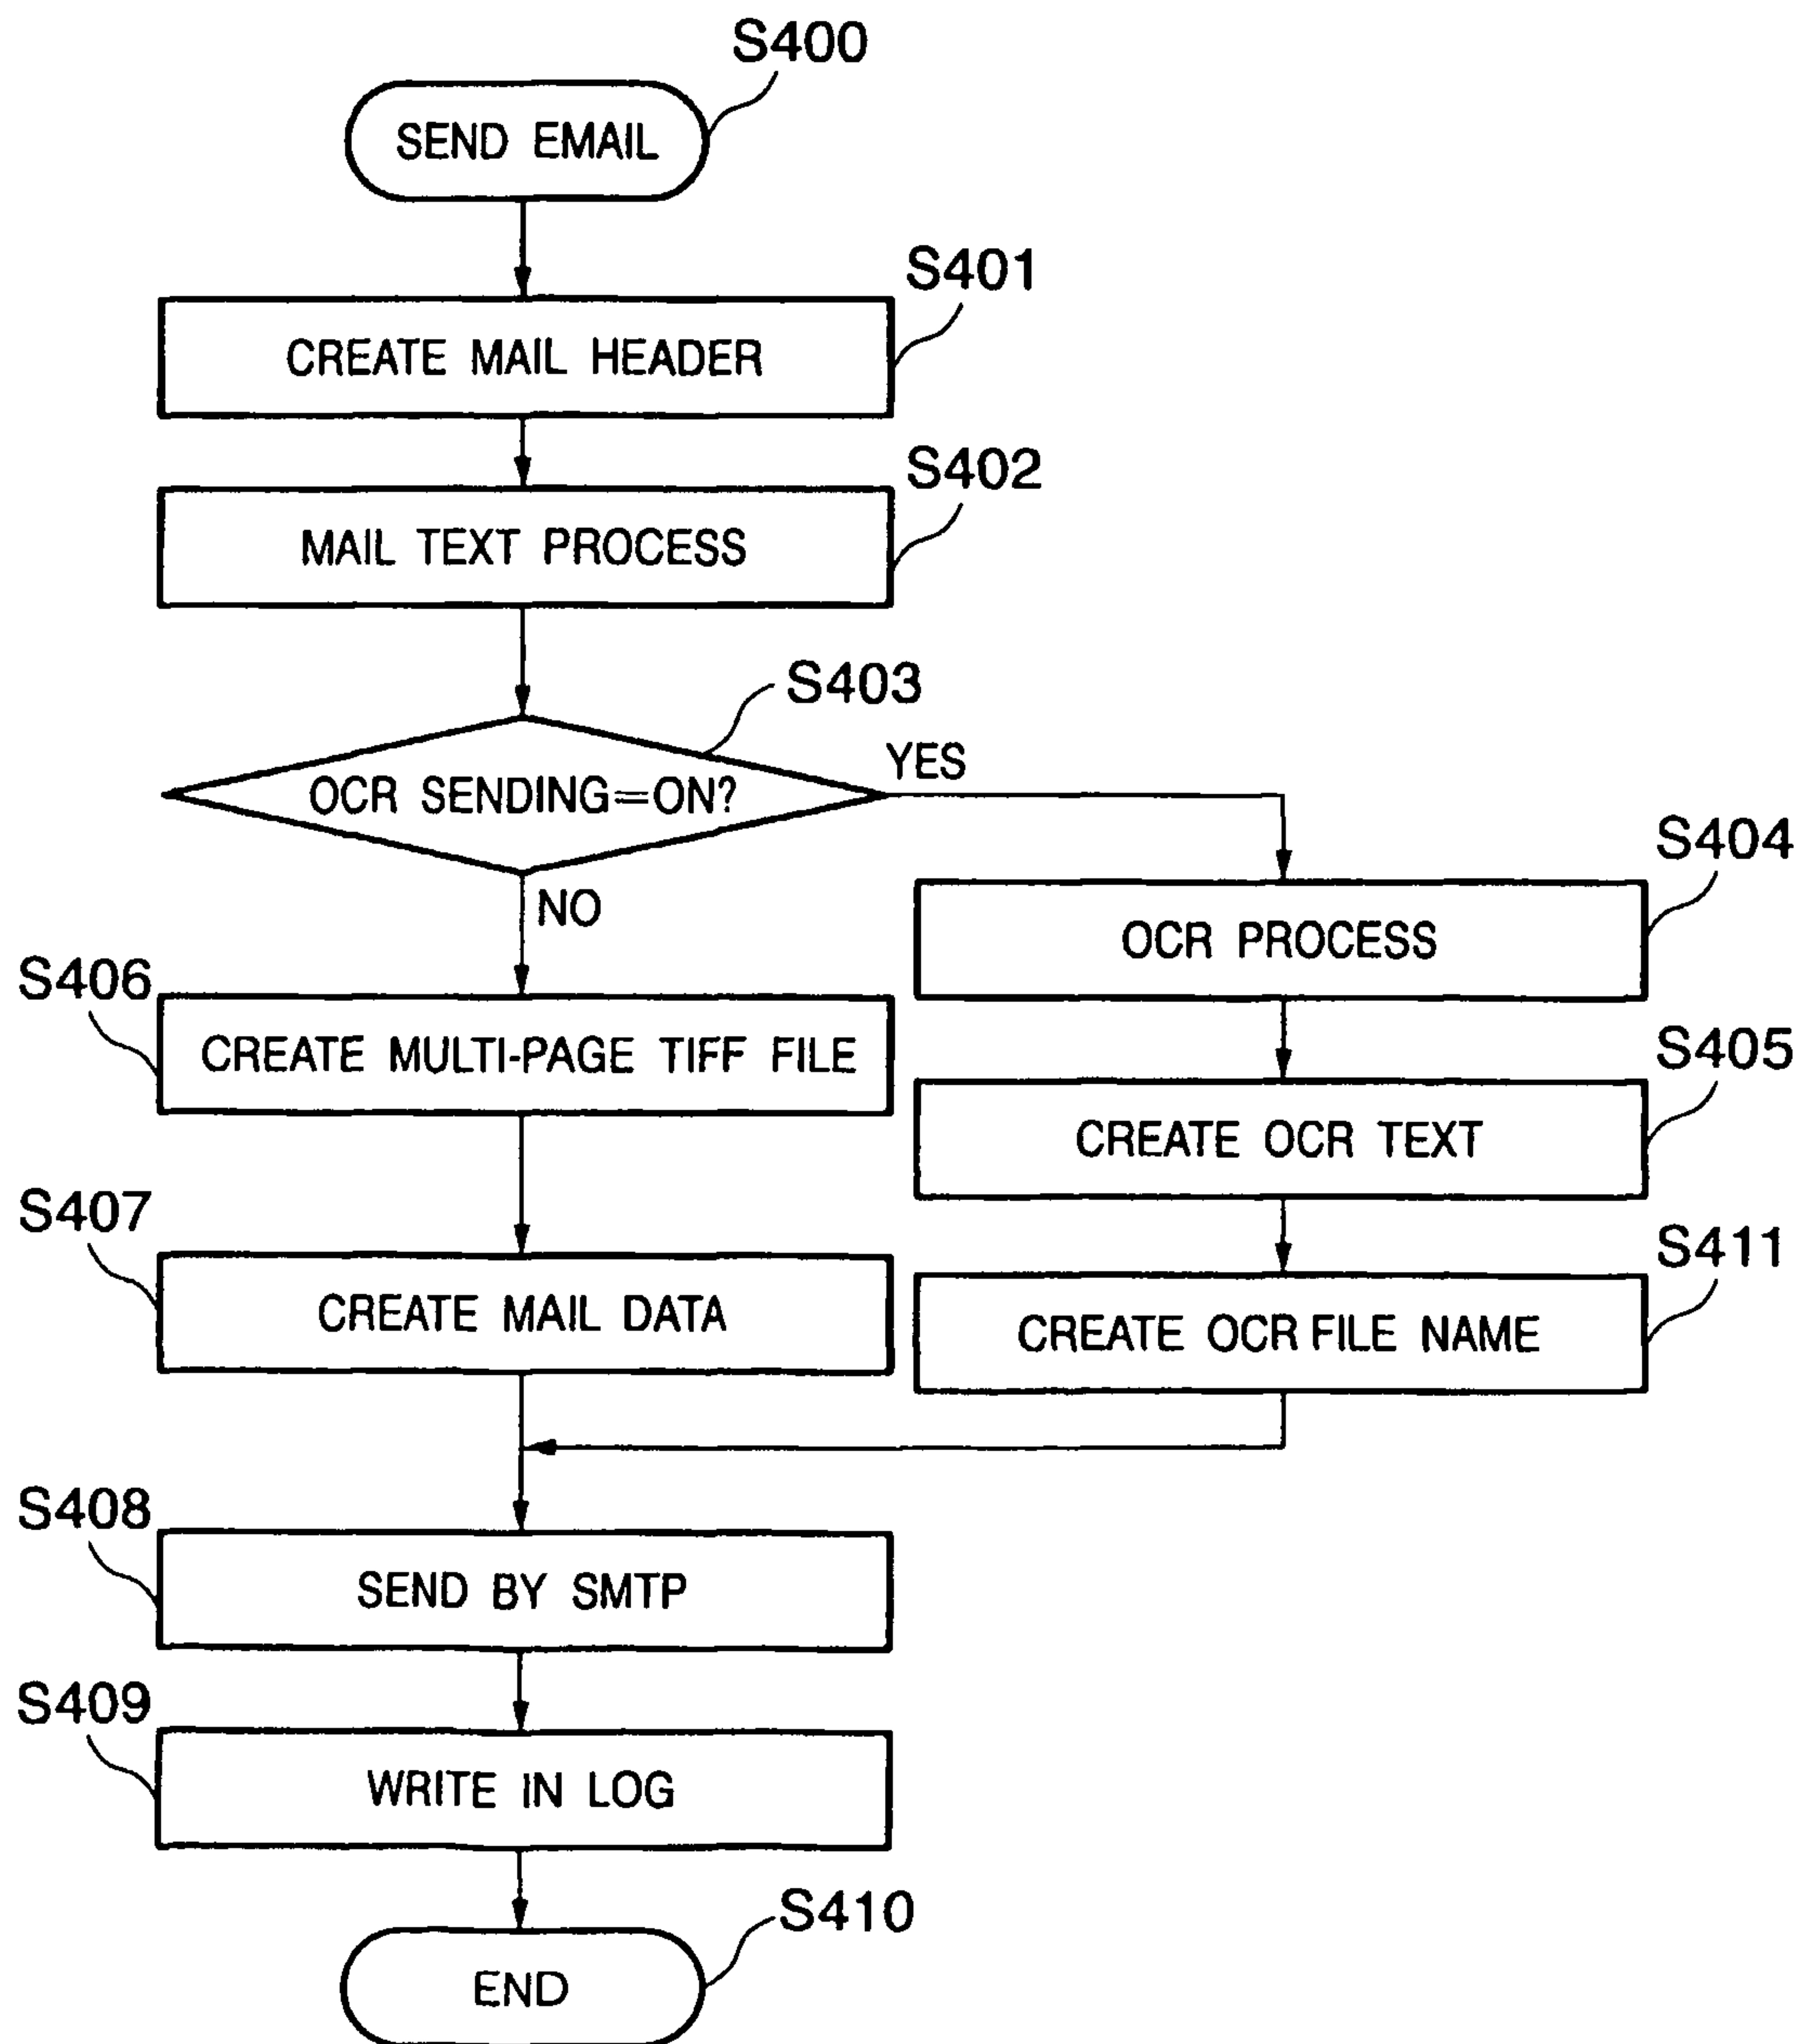 S400
SEND EMAIL
S401
CREATE MAIL HEADER
S402
MAIL TEXT PROCESS
S403
OCR SENDING=ON?
YES
NO
S404
OCR PROCESS
S406
CREATE MULTI-PAGE TIFF FILE
S405
CREATE OCR TEXT
S407
CREATE MAIL DATA
S411
CREATE OCR FILE NAME
S408
SEND BY SMTP
S409
WRITE IN LOG
S410
END